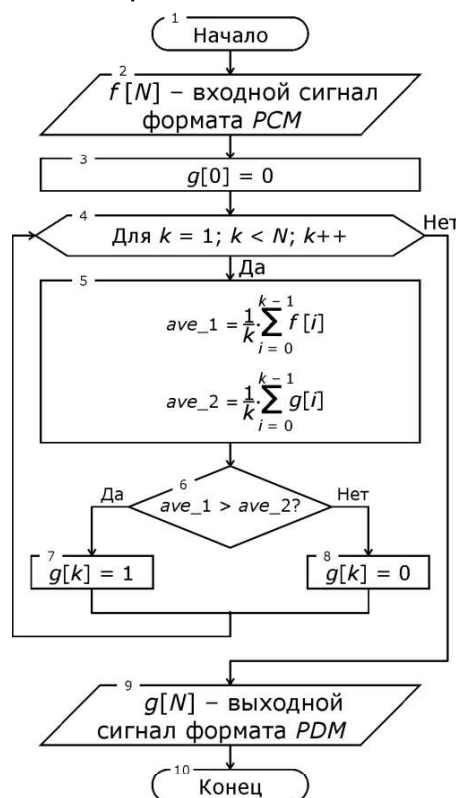 1
Начало
2
f [N] – входной сигнал
формата PCM
3
g[0] = 0
4
Для k = 1; k < N; k++
Нет
Да
5
ave_1 = 1/k · k – 1 ∑ i = 0 f [i]
ave_2 = 1/k · k – 1 ∑ i = 0 g[i]
6
Да
ave_1 > ave_2?
Нет
7
g[k] = 1
8
g[k] = 0
9
g[N] – выходной
сигнал формата PDM
10
Конец